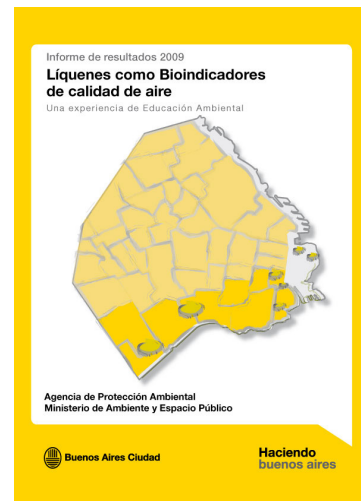 Informe de resultados 2009
Líquenes como Bioindicadores
de calidad de aire
Una experiencia de Educación Ambiental
Agencia de Protección Ambiental
Ministerio de Ambiente y Espacio Público
Buenos Aires Ciudad
Haciendo
buenos aires